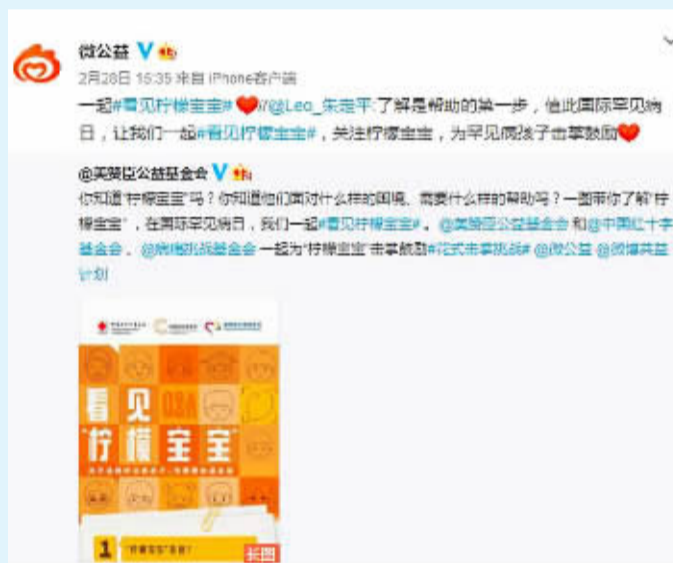 微公益
2月28日 15:35 来自 iPhone客户端
一起#看见柠檬宝宝#//@Leo_朱走平:了解是帮助的第一步，值此国际罕见病
日，让我们一起#看见柠檬宝宝#，关注柠檬宝宝，为罕见病孩子击掌鼓励
@美赞臣公益基金会
你知道“柠檬宝宝”吗？你知道他们面对什么样的困境、需要什么样的帮助吗？一图带你了解“柠
檬宝宝”，在国际罕见病日，我们一起#看见柠檬宝宝#。@美赞臣公益基金会 和@中国红十字
基金会、@病痛挑战基金会 一起为“柠檬宝宝”击掌鼓励#花式击掌挑战# @微公益 @微博共益
计划
看见 Q&A
“柠檬宝宝”
1
长图